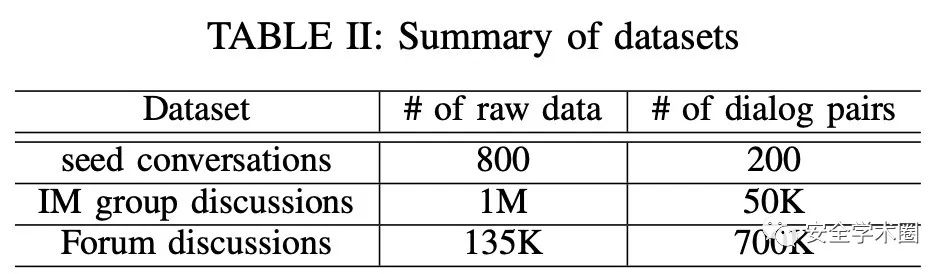 TABLE II: Summary of datasets
Dataset # of raw data # of dialog pairs
seed conversations 800 200
IM group discussions 1M 50K
Forum discussions 135K 700K
安全学术圈